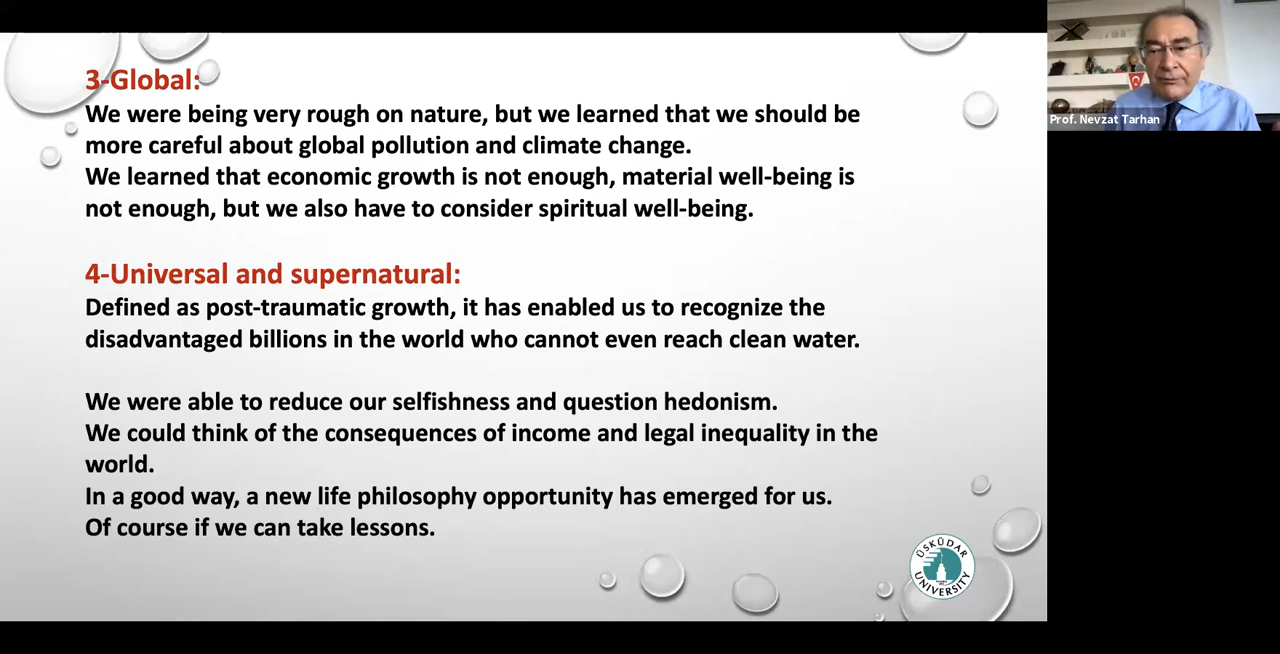 3-Global:
We were being very rough on nature, but we learned that we should be
more careful about global pollution and climate change.
We learned that economic growth is not enough, material well-being is
not enough, but we also have to consider spiritual well-being.
4-Universal and supernatural:
Defined as post-traumatic growth, it has enabled us to recognize the
disadvantaged billions in the world who cannot even reach clean water.
We were able to reduce our selfishness and question hedonism.
We could think of the consequences of income and legal inequality in the
world.
In a good way, a new life philosophy opportunity has emerged for us.
Of course if we can take lessons.
ÜSKÜDAR
UNIVERSITY
Prof. Nevzat Tarhan